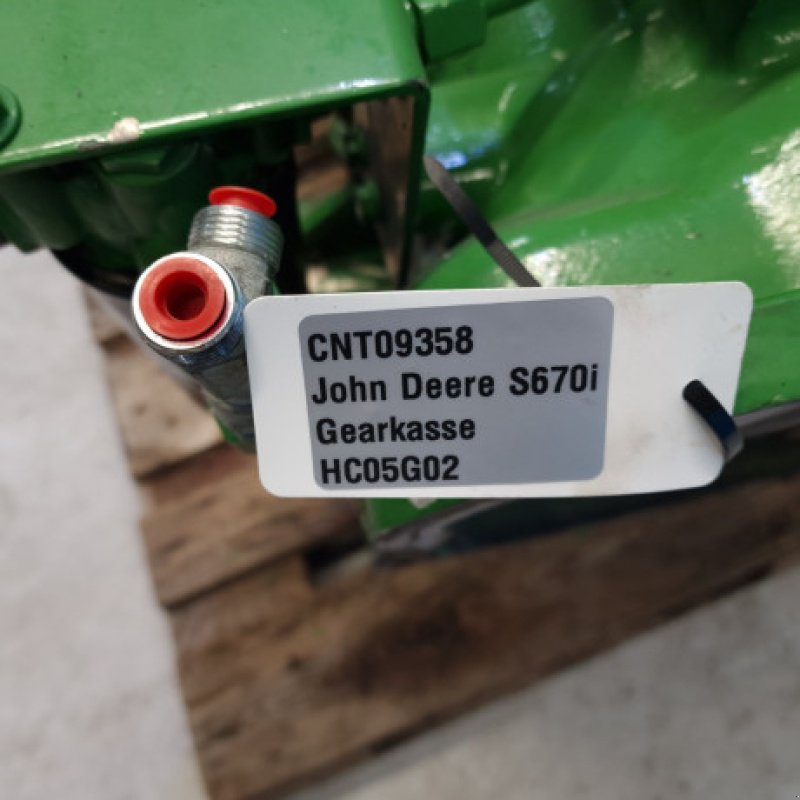 CNT09358
John Deere S670i
Gearkasse
HC05G02